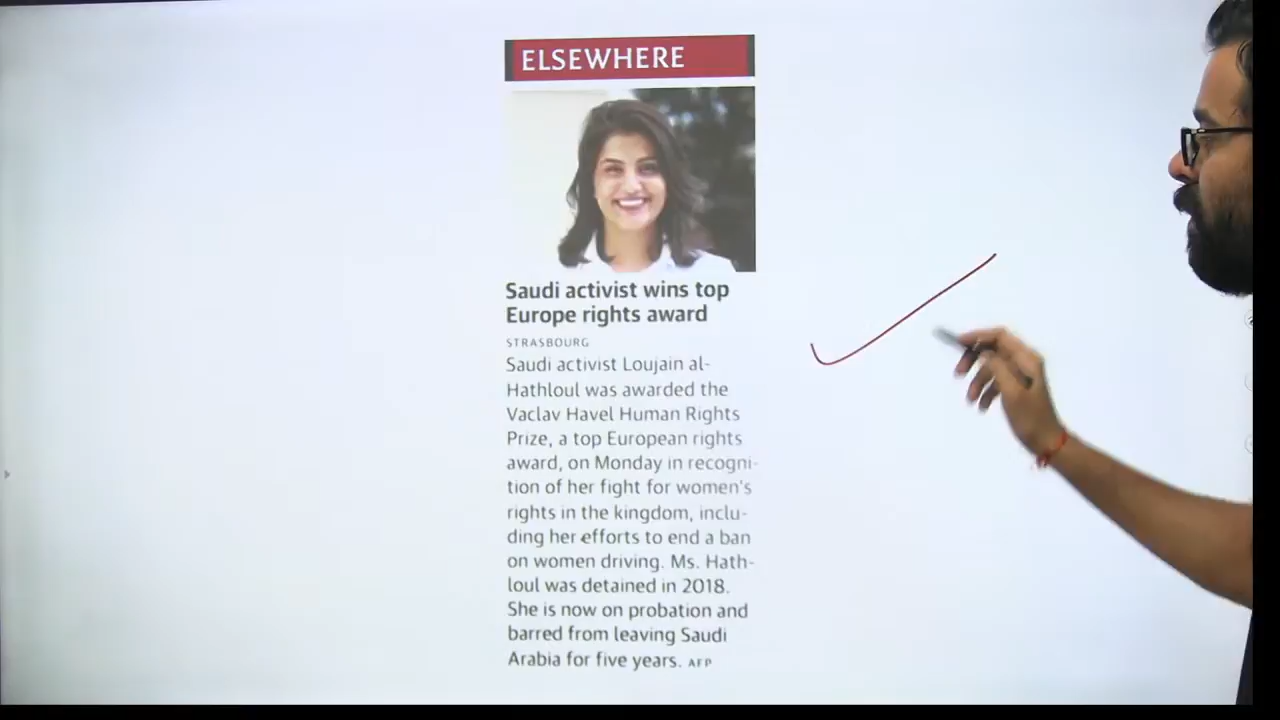 ELSEWHERE
Saudi activist wins top
Europe rights award
STRASBOURG
Saudi activist Loujain al-
Hathloul was awarded the
Vaclav Havel Human Rights
Prize, a top European rights
award, on Monday in recogni-
tion of her fight for women's
rights in the kingdom, inclu-
ding her efforts to end a ban
on women driving. Ms. Hath-
loul was detained in 2018.
She is now on probation and
barred from leaving Saudi
Arabia for five years. AFP